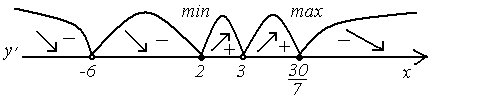 min max
y' − − + + −
-6 2 3 30/7 x